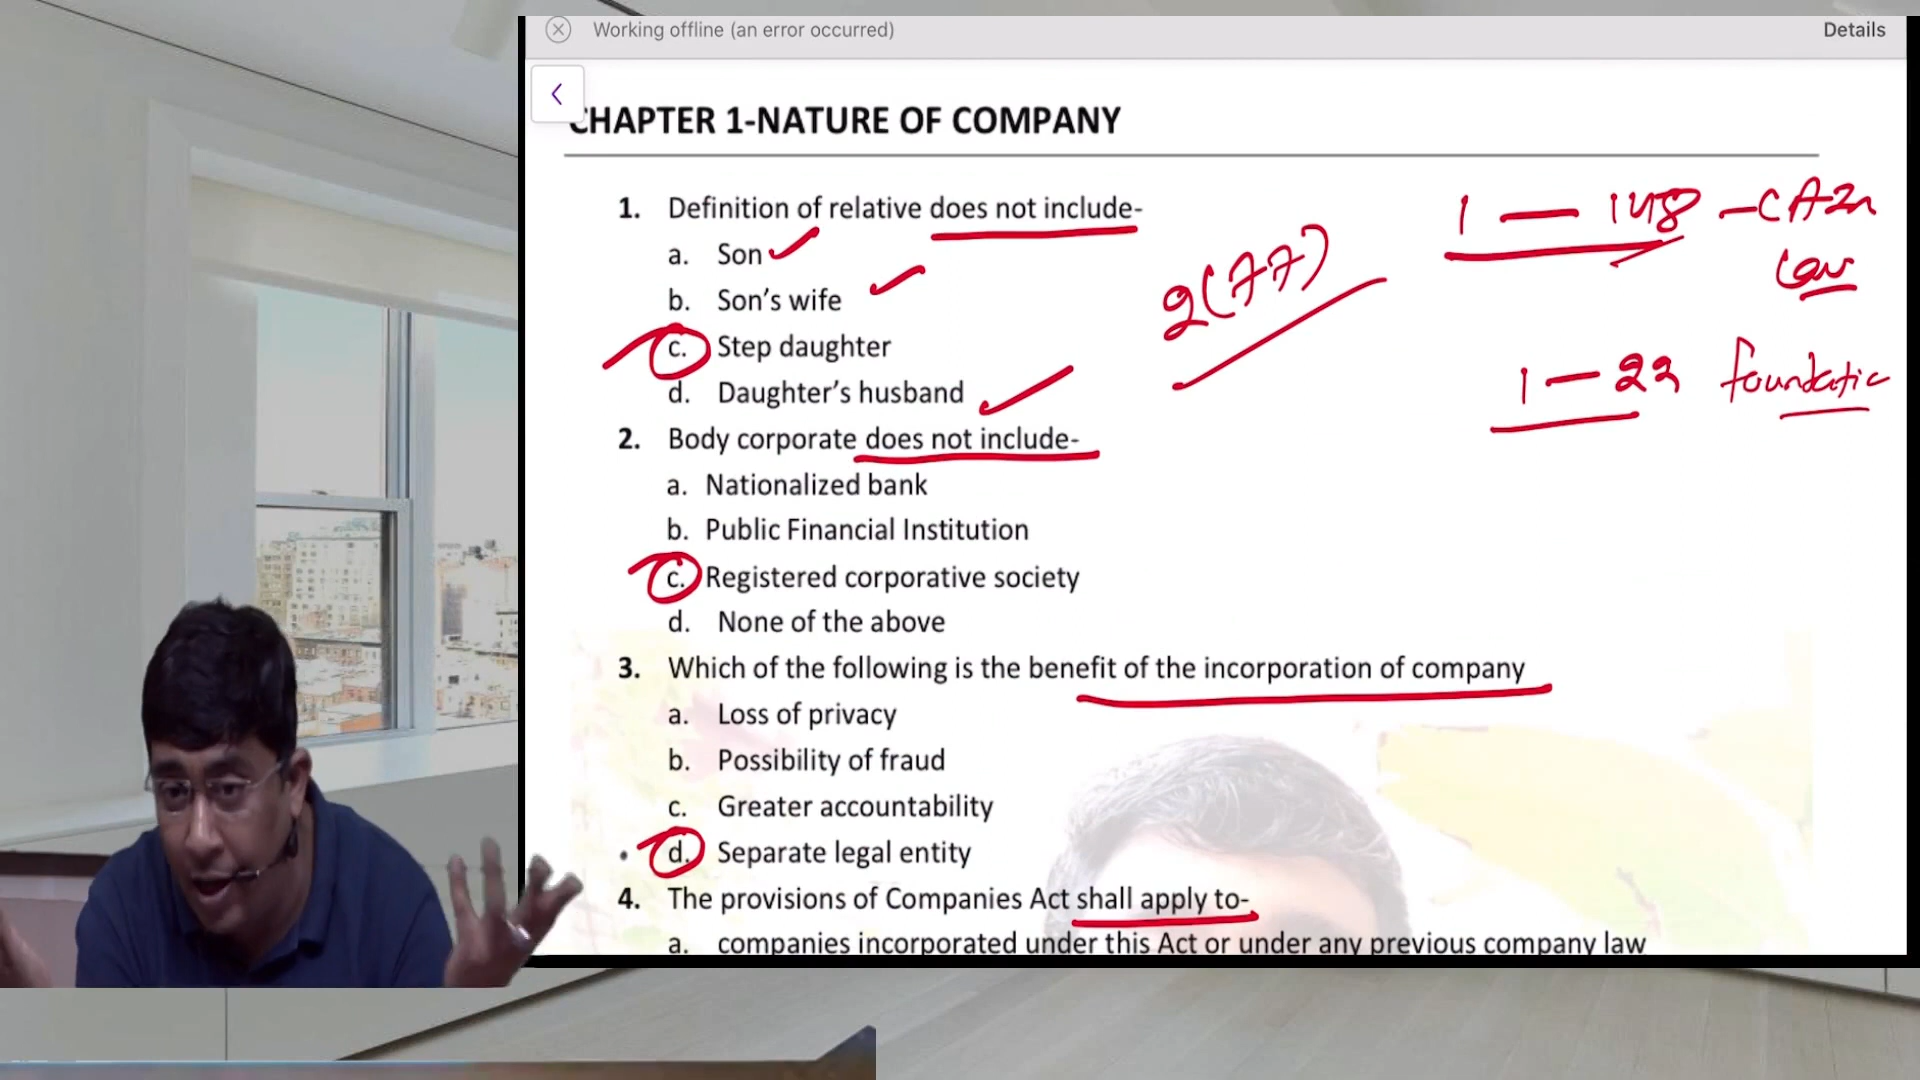 Working offline (an error occurred)
Details
CHAPTER 1-NATURE OF COMPANY
1. Definition of relative does not include-
a. Son
b. Son's wife
c. Step daughter
d. Daughter's husband
2(77)
1 — 148 – CA In
Law
1 — 22 foundatic
2. Body corporate does not include-
a. Nationalized bank
b. Public Financial Institution
c. Registered corporative society
d. None of the above
3. Which of the following is the benefit of the incorporation of company
a. Loss of privacy
b. Possibility of fraud
c. Greater accountability
d. Separate legal entity
4. The provisions of Companies Act shall apply to-
a. companies incorporated under this Act or under any previous company law